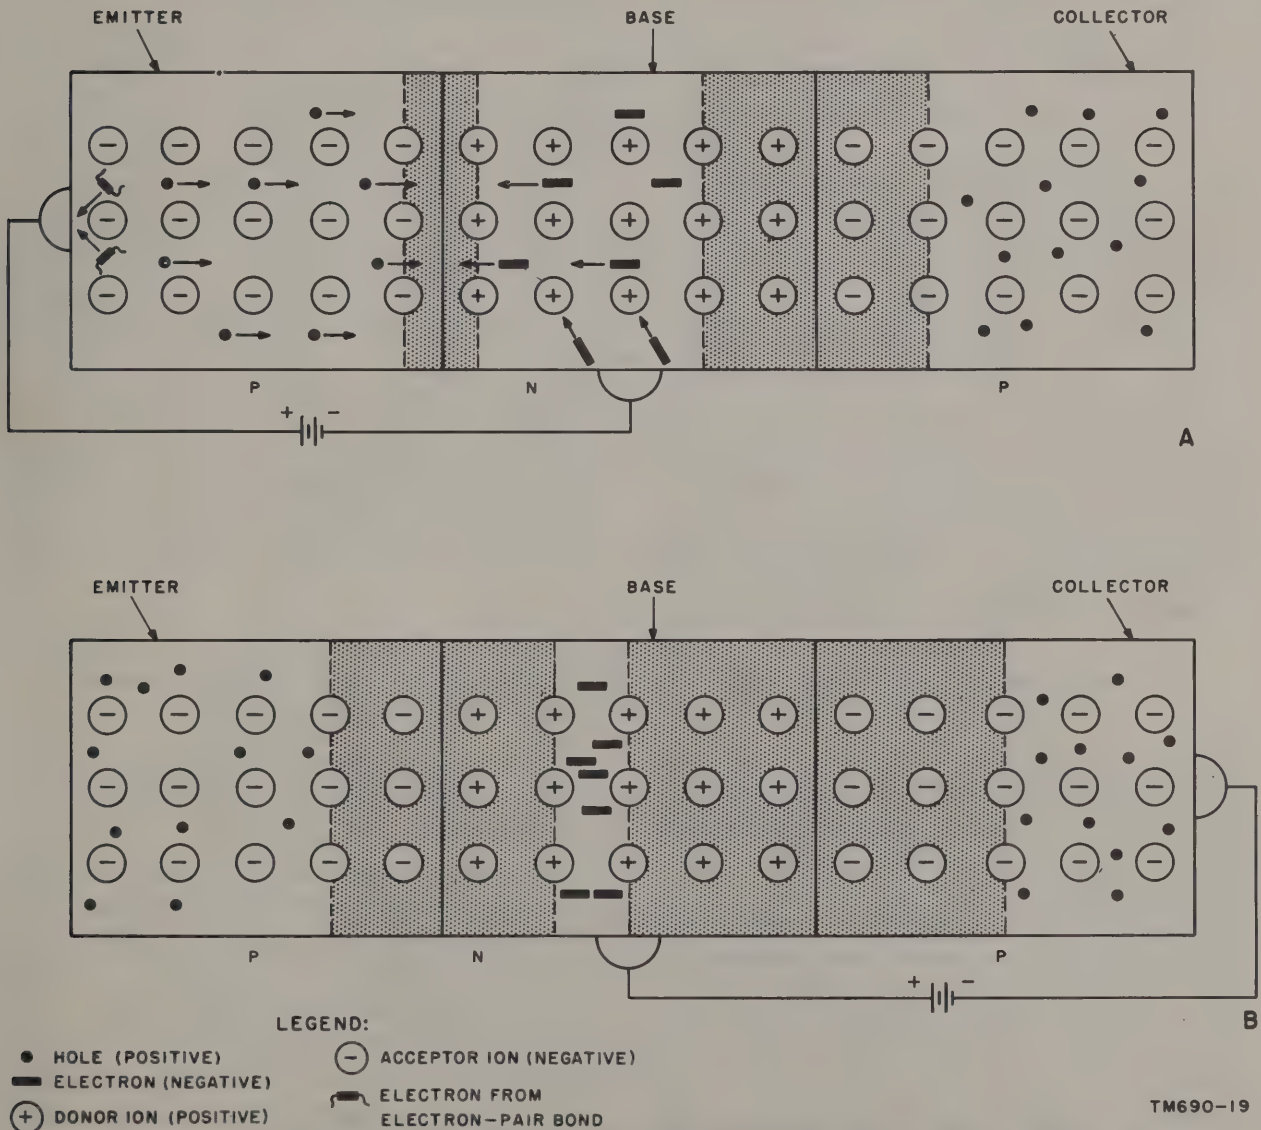 EMITTER BASE COLLECTOR
P N P
+ −
A
EMITTER BASE COLLECTOR
P N P
+ −
B
LEGEND:
HOLE (POSITIVE)
ELECTRON (NEGATIVE)
+ DONOR ION (POSITIVE)
− ACCEPTOR ION (NEGATIVE)
ELECTRON FROM
ELECTRON-PAIR BOND
TM690-19